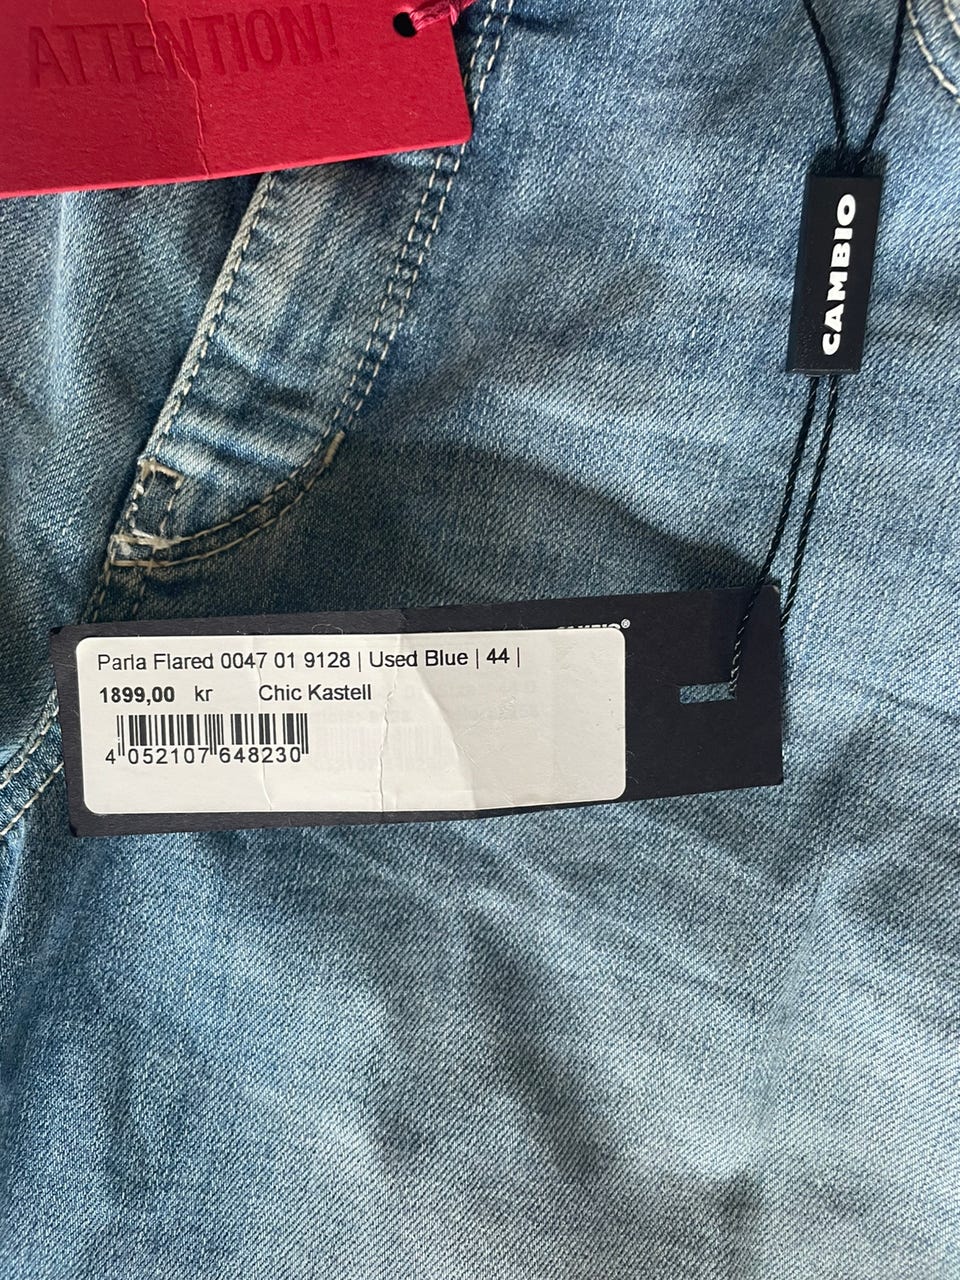 ATTENTION!
CAMBIO
Parla Flared 0047 01 9128 | Used Blue | 44 |
1899,00 kr Chic Kastell
4 052107 648230